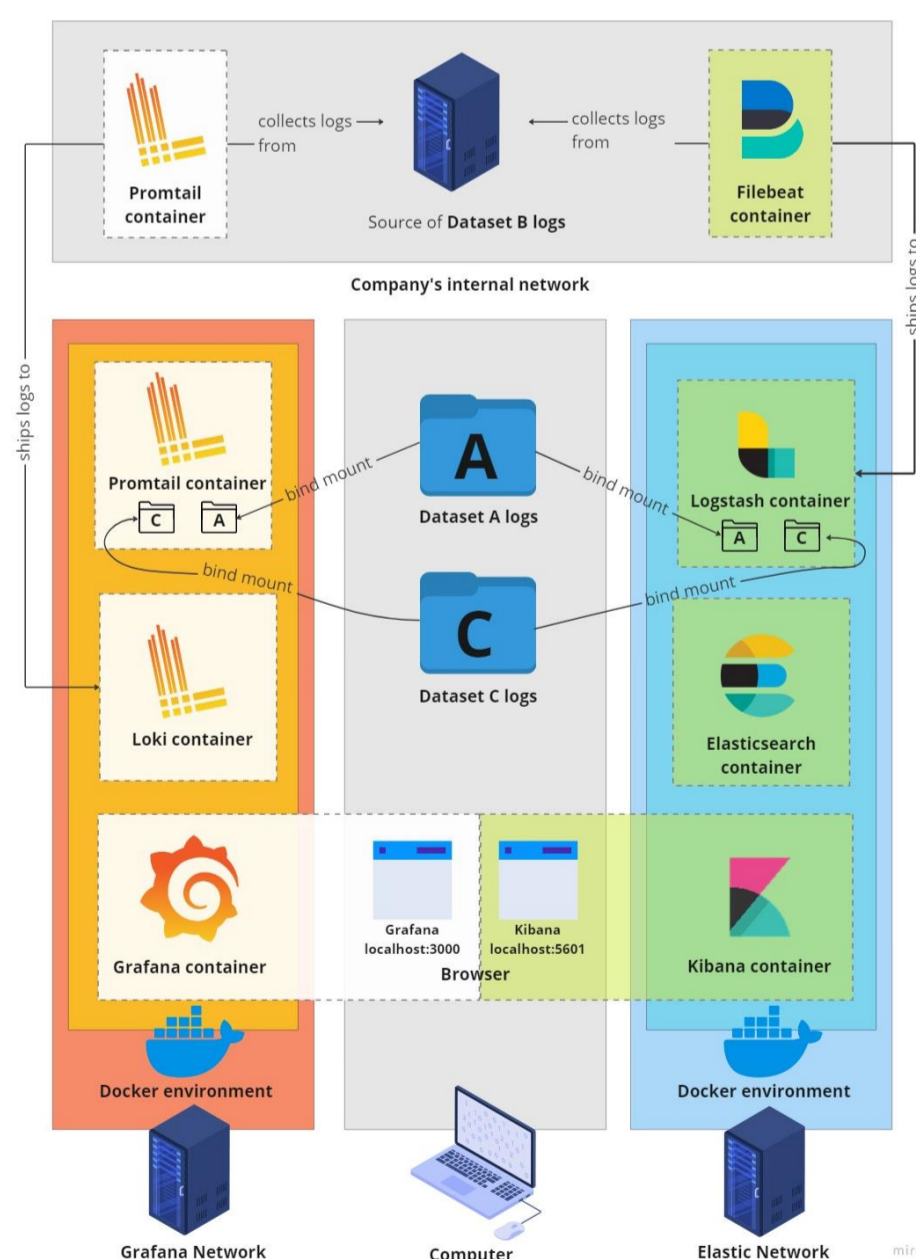 collects logs
from
collects logs
from
Promtail
container
Source of Dataset B logs
Filebeat
container
Company's internal network
ships logs to
ships logs to
Promtail container
C
A
bind mount
bind mount
A
Dataset A logs
bind mount
bind mount
C
Dataset C logs
Logstash container
A
C
Loki container
Elasticsearch
container
Grafana
localhost:3000
Kibana
localhost:5601
Browser
Grafana container
Kibana container
Docker environment
Docker environment
Grafana Network
Computer
Elastic Network
mir